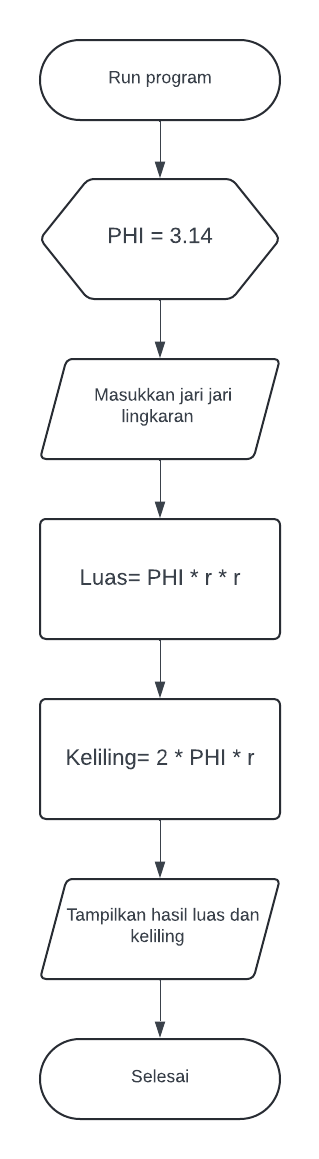 Run program
PHI = 3.14
Masukkan jari jari
lingkaran
Luas= PHI * r * r
Keliling= 2 * PHI * r
Tampilkan hasil luas dan
keliling
Selesai